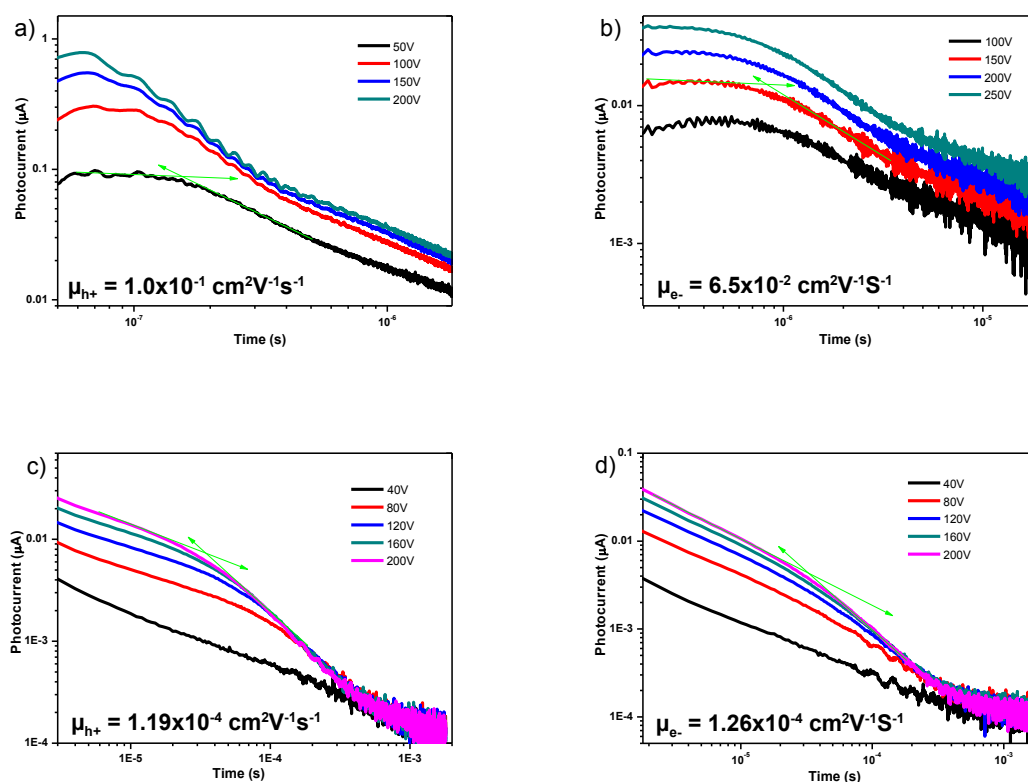 a)
Photocurrent (µA)
1
0.1
0.01
50V
100V
150V
200V
µh+ = 1.0x10⁻¹ cm²V⁻¹s⁻¹
10⁻⁷
10⁻⁶
Time (s)
b)
Photocurrent (µA)
0.01
1E-3
100V
150V
200V
250V
µe- = 6.5x10⁻² cm²V⁻¹S⁻¹
10⁻⁶
10⁻⁵
Time (s)
c)
Photocurrent (µA)
0.01
1E-3
1E-4
40V
80V
120V
160V
200V
µh+ = 1.19x10⁻⁴ cm²V⁻¹s⁻¹
1E-5
1E-4
1E-3
Time (s)
d)
Photocurrent (µA)
0.1
0.01
1E-3
1E-4
40V
80V
120V
160V
200V
µe- = 1.26x10⁻⁴ cm²V⁻¹S⁻¹
10⁻⁵
10⁻⁴
10⁻³
Time (s)